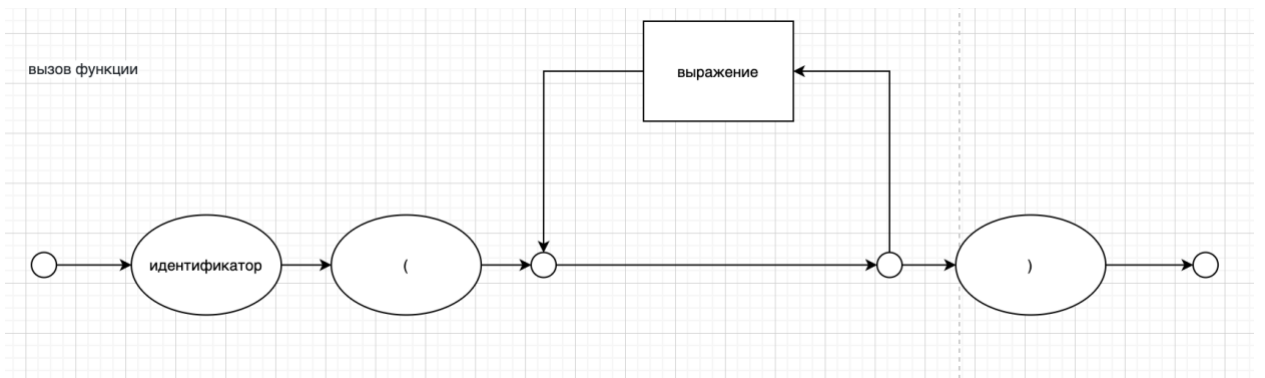 вызов функции
выражение
идентификатор
(
)